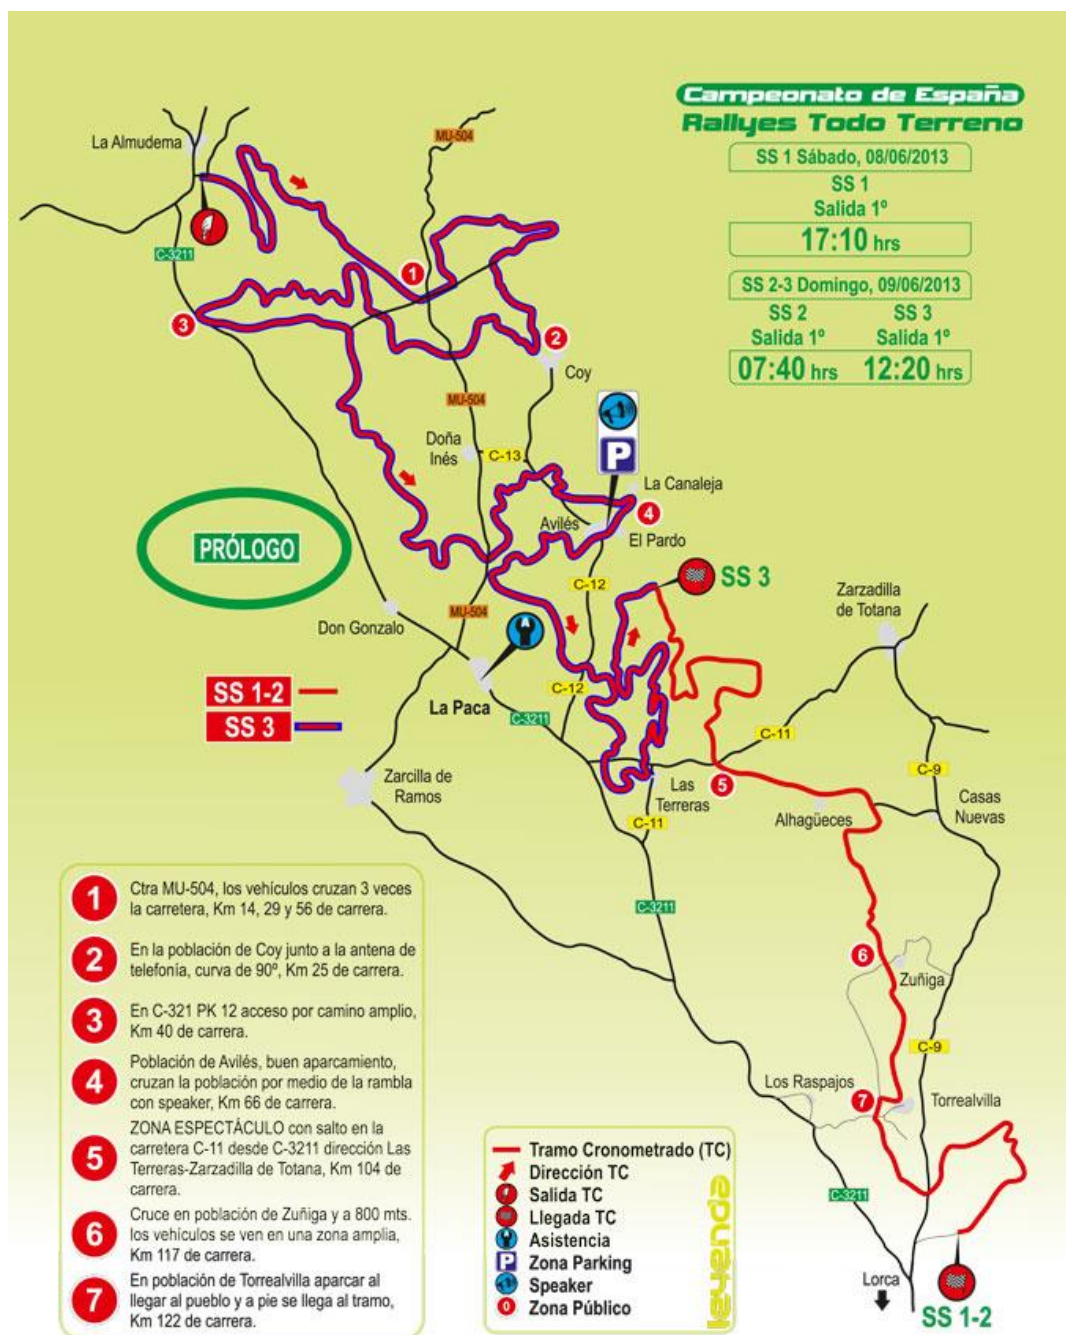 Campeonato de España
Rallyes Todo Terreno
SS 1 Sábado, 08/06/2013
SS 1
Salida 1º
17:10 hrs
SS 2-3 Domingo, 09/06/2013
SS 2 SS 3
Salida 1º Salida 1º
07:40 hrs 12:20 hrs
La Almudema
MU-504
C-3211
1
3
2
Coy
MU-504
Doña
Inés
C-13
P
La Canaleja
4
Avilés
El Pardo
PRÓLOGO
C-12
SS 3
Zarzadilla
de Totana
MU-504
Don Gonzalo
SS 1-2
SS 3
La Paca
C-12
C-3211
C-11
Zarcilla de
Ramos
Las
Terreras
5
C-9
Alhagüeces
Casas
Nuevas
C-11
C-3211
6
Zuñiga
C-9
Los Raspajos
7
Torrealvilla
C-3211
Lorca
SS 1-2
1
Ctra MU-504, los vehículos cruzan 3 veces
la carretera, Km 14, 29 y 56 de carrera.
2
En la población de Coy junto a la antena de
telefonía, curva de 90º, Km 25 de carrera.
3
En C-321 PK 12 acceso por camino amplio,
Km 40 de carrera.
4
Población de Avilés, buen aparcamiento,
cruzan la población por medio de la rambla
con speaker, Km 66 de carrera.
5
ZONA ESPECTÁCULO con salto en la
carretera C-11 desde C-3211 dirección Las
Terreras-Zarzadilla de Totana, Km 104 de
carrera.
6
Cruce en población de Zuñiga y a 800 mts.
los vehículos se ven en una zona amplia,
Km 117 de carrera.
7
En población de Torrealvilla aparcar al
llegar al pueblo y a pie se llega al tramo,
Km 122 de carrera.
Tramo Cronometrado (TC)
Dirección TC
Salida TC
Llegada TC
Asistencia
P Zona Parking
Speaker
0 Zona Público